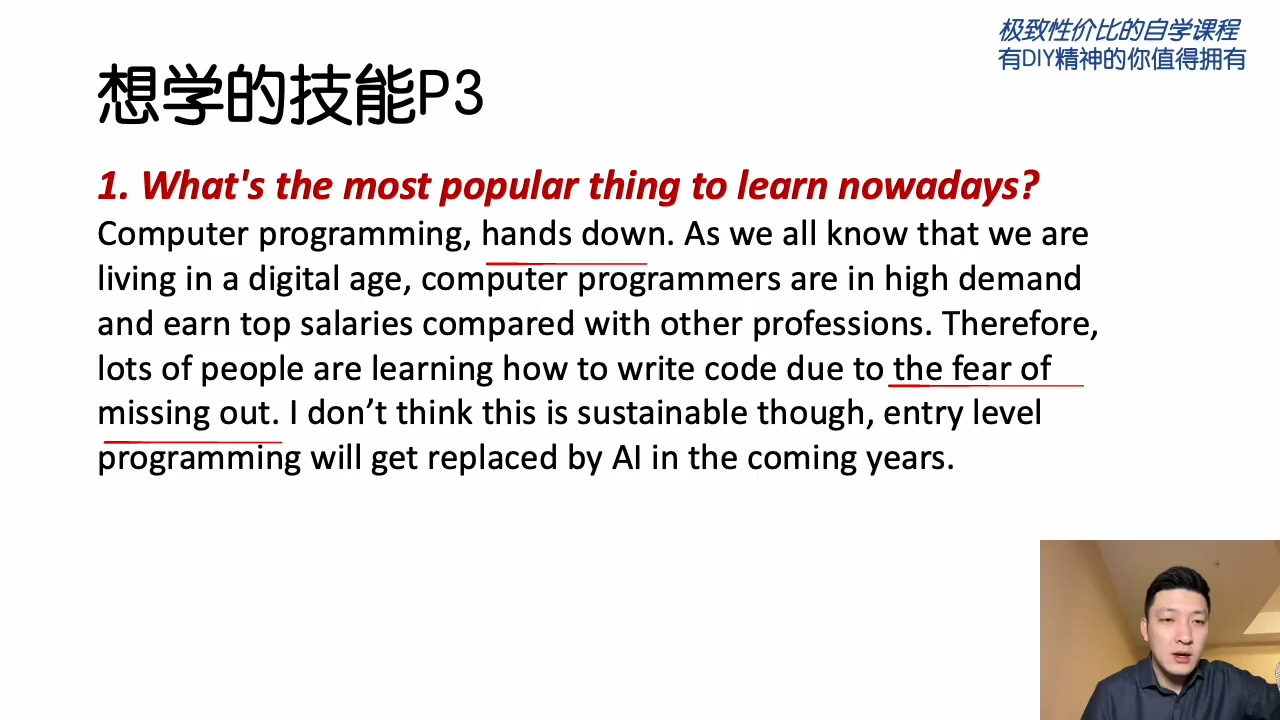 极致性价比的自学课程
有DIY精神的你值得拥有
想学的技能P3
1. What's the most popular thing to learn nowadays?
Computer programming, hands down. As we all know that we are
living in a digital age, computer programmers are in high demand
and earn top salaries compared with other professions. Therefore,
lots of people are learning how to write code due to the fear of
missing out. I don’t think this is sustainable though, entry level
programming will get replaced by AI in the coming years.